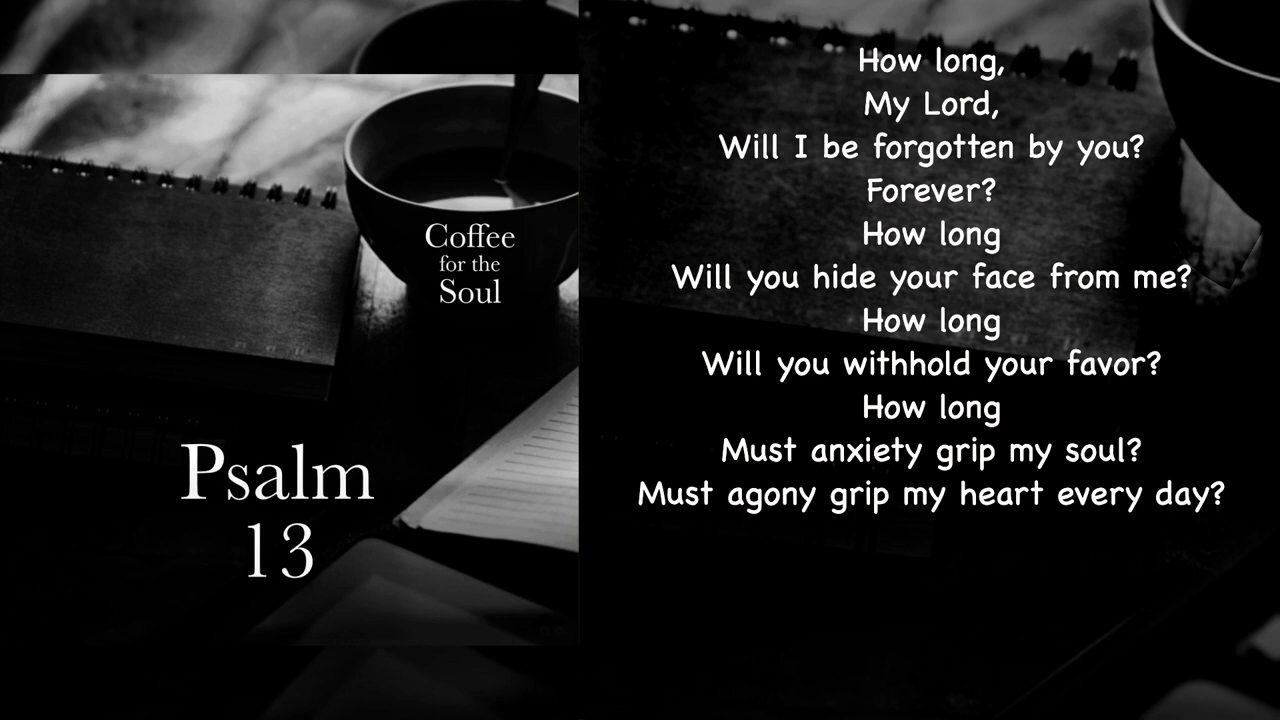 Coffee
for the
Soul
Psalm
13
How long,
My Lord,
Will I be forgotten by you?
Forever?
How long
Will you hide your face from me?
How long
Will you withhold your favor?
How long
Must anxiety grip my soul?
Must agony grip my heart every day?